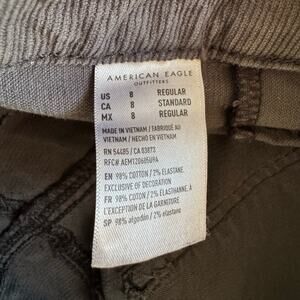 AMERICAN EAGLE
OUTFITTERS
US 8 REGULAR
CA 8 STANDARD
MX 8 REGULAR
MADE IN VIETNAM / FABRIQUÉ AU
VIETNAM / HECHO EN VIETNAM
RN 54485 / CA 03873
RFC# AEM120605U9A
EN 98% COTTON / 2% ELASTANE.
EXCLUSIVE OF DECORATION
FR 98% COTON / 2% ÉLASTHANNE. À
L'EXCEPTION DE LA GARNITURE
SP 98% algodón / 2% elastano